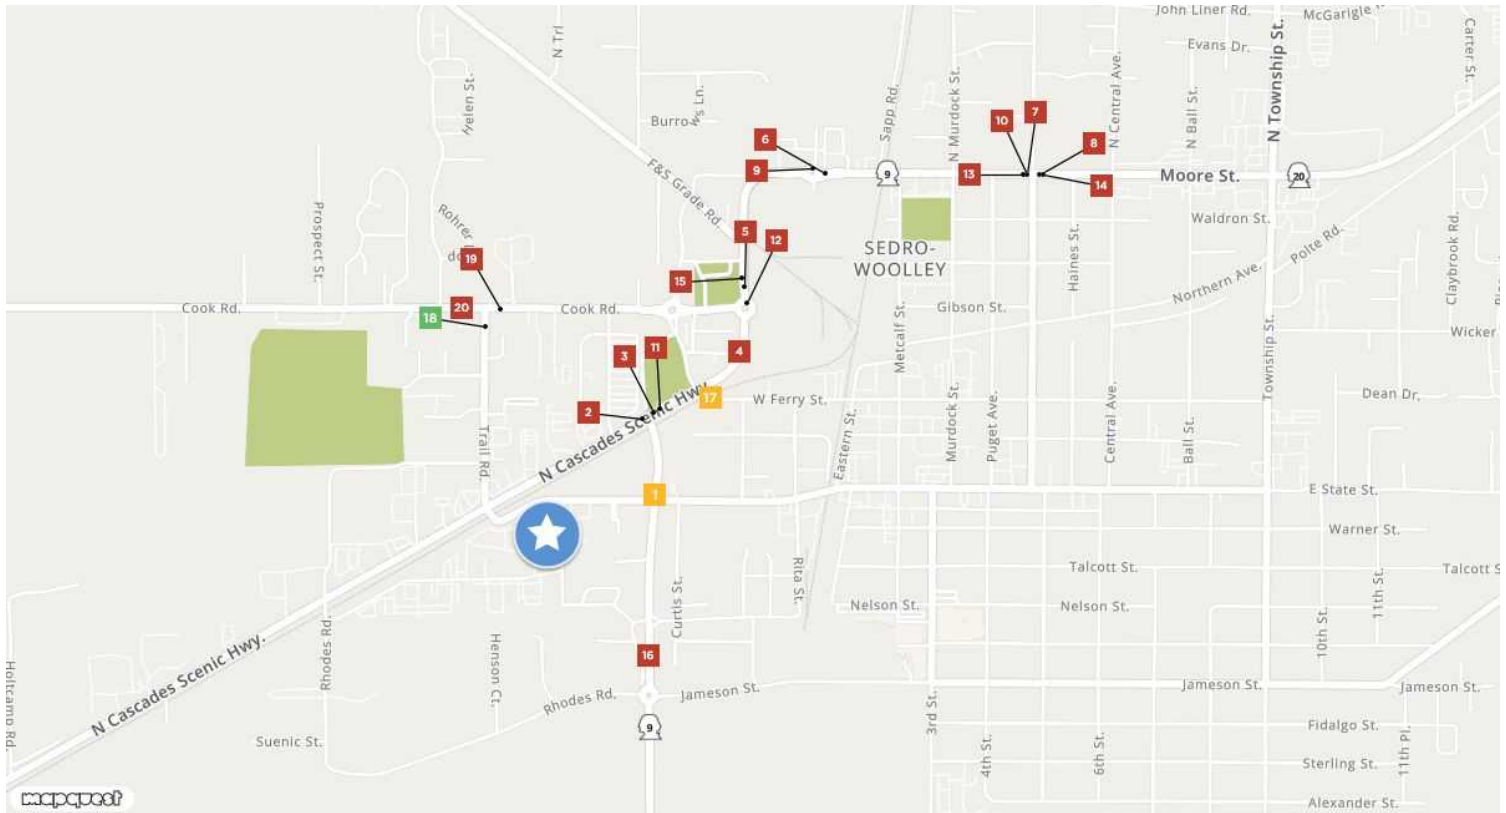 John Liner Rd.
McGarigle
N Township St.
Carter St.
Evans Dr.
N Trl
Helen St.
Burrows Ln.
Sapp Rd.
N Murdock St.
N Central Ave.
N Ball St.
10
7
6
8
9
13
9
14
Moore St.
20
F&S Grade Rd.
Prospect St.
Rohrer
do
5
12
19
15
SEDRO-
WOOLLEY
Haines St.
Waldron St.
Polte Rd.
Claybrook Rd.
Northern Ave.
Cook Rd.
20
18
Cook Rd.
Metcalf St.
Gibson St.
Township St.
Wicker
3
11
4
2
17
W Ferry St.
Dean Dr.
Trail Rd.
N Cascades Scenic Hwy.
Eastern St.
Murdock St.
Puget Ave.
Central Ave.
Ball St.
1
E State St.
Warner St.
Talcott St.
Talcott S
Curtis St.
Rita St.
Nelson St.
Nelson St.
10th St.
11th St.
Holtcamp Rd
N Cascades Scenic Hwy.
Rhodes Rd.
Henson Ct.
16
Rhodes Rd.
Jameson St.
Jameson St.
Jameson St.
9
Suenic St.
3rd St.
4th St.
6th St.
Fidalgo St.
11th Pl.
Sterling St.
mapquest
Alexander St.